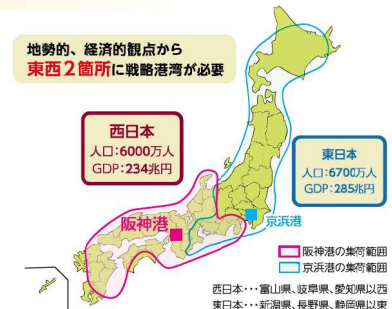 地勢的、経済的観点から
東西2箇所に戦略港湾が必要
西日本
人口:6000万人
GDP:234兆円
東日本
人口:6700万人
GDP:285兆円
阪神港
京浜港
阪神港の集荷範囲
京浜港の集荷範囲
西日本・・・富山県、岐阜県、愛知県以西
東日本・・・新潟県、長野県、静岡県以東